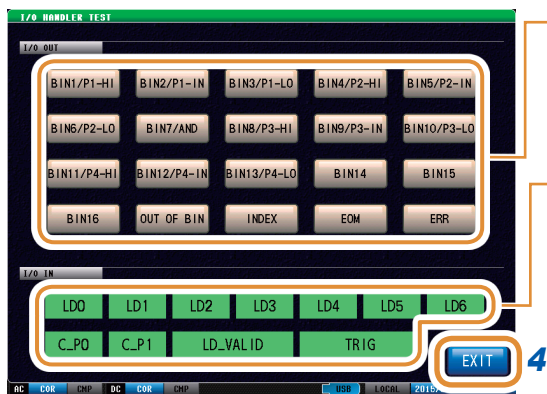 I/O HANDLER TEST
I/O OUT
BIN1/P1-HI BIN2/P1-IN BIN3/P1-LO BIN4/P2-HI BIN5/P2-IN
BIN6/P2-LO BIN7/AND BIN8/P3-HI BIN9/P3-IN BIN10/P3-LO
BIN11/P4-HI BIN12/P4-IN BIN13/P4-LO BIN14 BIN15
BIN16 OUT OF BIN INDEX EOM ERR
I/O IN
LD0 LD1 LD2 LD3 LD4 LD5 LD6
C_P0 C_P1 LD_VALID TRIG
EXIT 4
AC COR CMP DC COR CMP USB LOCAL